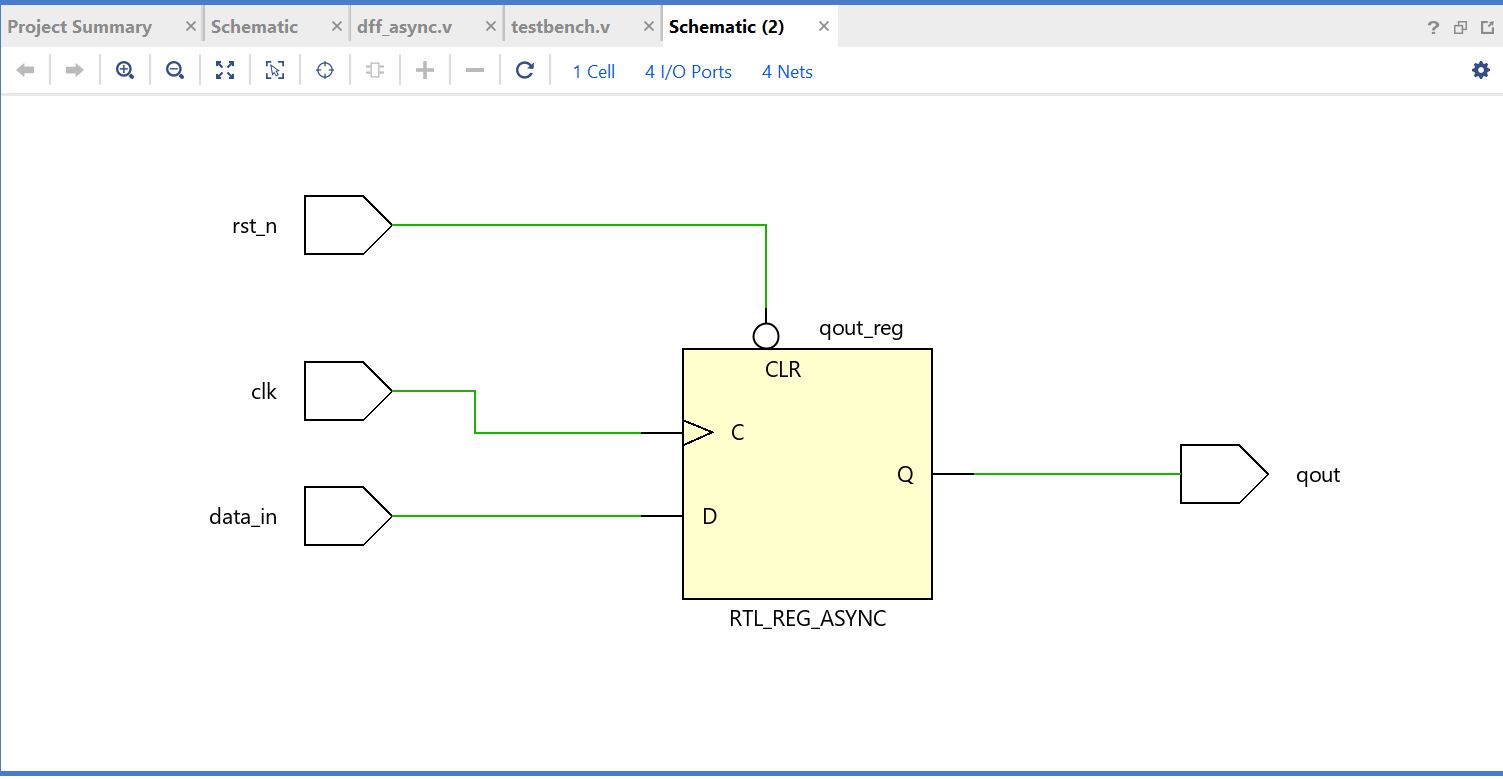 Project Summary × Schematic × dff_async.v × testbench.v × Schematic (2) × ?
1 Cell 4 I/O Ports 4 Nets
rst_n
qout_reg
CLR
clk
C
Q
qout
data_in
D
RTL_REG_ASYNC